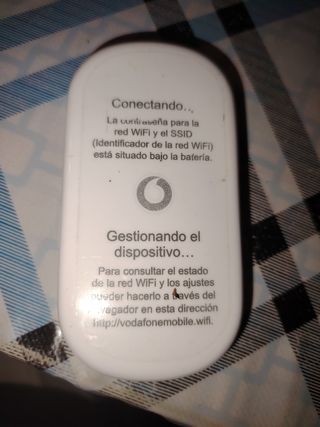 Conectando...
La contraseña para la
red WiFi y el SSID
(Identificador de la red WiFi)
está situado bajo la batería.
Gestionando el
dispositivo...
Para consultar el estado
de la red WiFi y los ajustes
pueder hacerlo a través del
navegador en esta dirección
http://vodafonemobile.wifi.